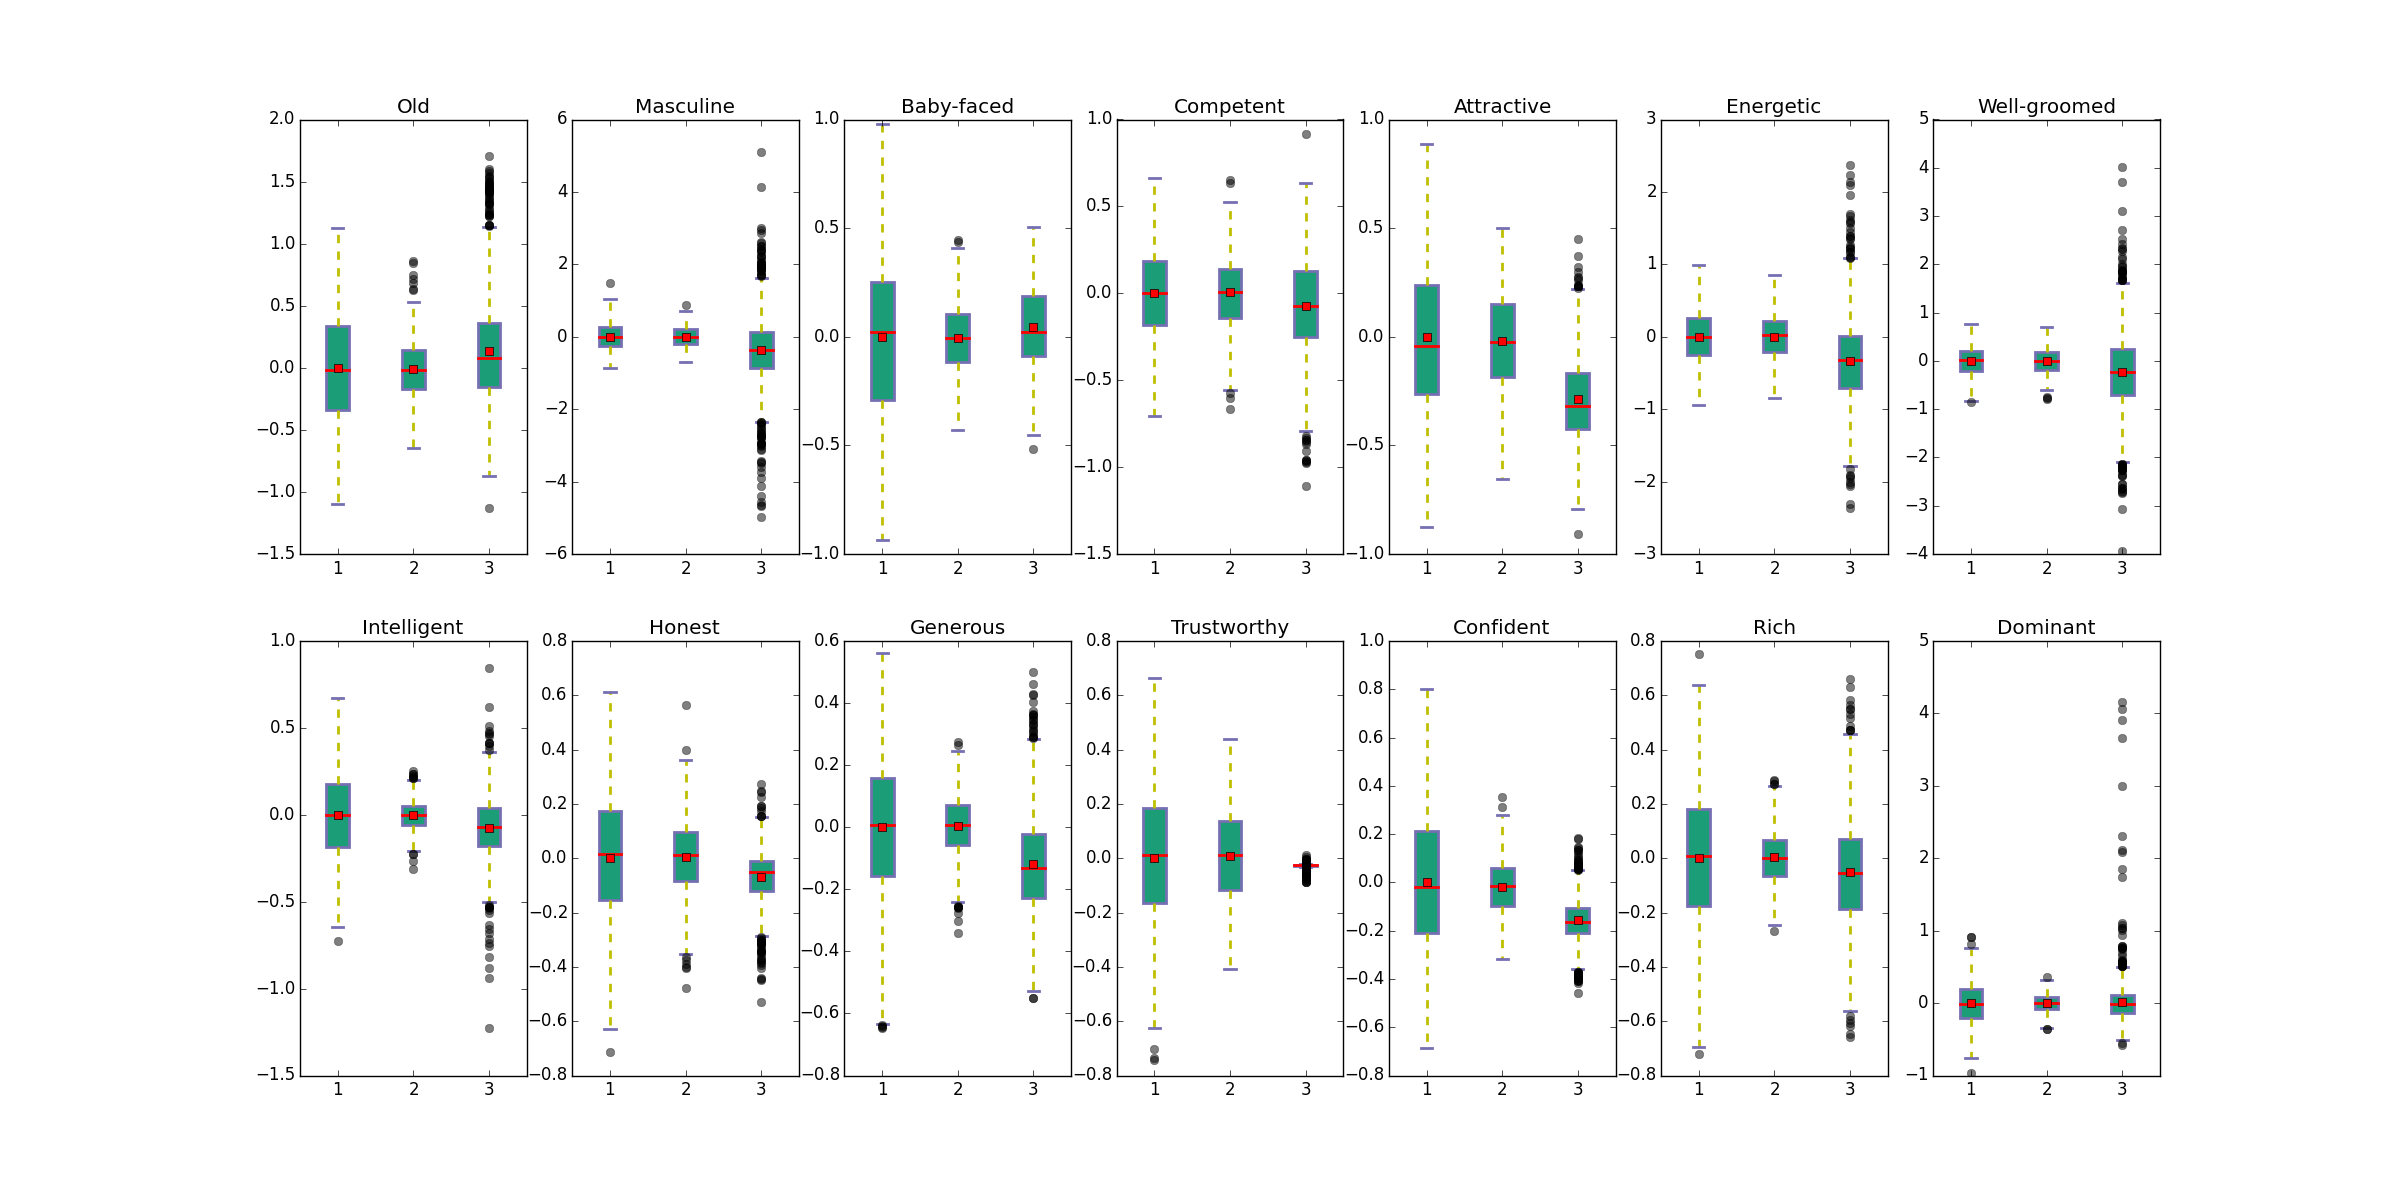 Old Masculine Baby-faced Competent Attractive Energetic Well-groomed
2.0 6 1.0 1.0 1.0 3 5
1.5 4 0.5 0.5 0.5 2 4
1.0 2 0.0 0.0 0.0 1 3
0.5 0 −0.5 −0.5 −0.5 0 2
0.0 −2 −1.0 −1.0 −1.0 −1 1
−0.5 −4 −1.5 −2 0
−1.0 −6 −3 −1
−1.5 −2
−3
−4
1 2 3 1 2 3 1 2 3 1 2 3 1 2 3 1 2 3 1 2 3
Intelligent Honest Generous Trustworthy Confident Rich Dominant
1.0 0.8 0.6 0.8 1.0 0.8 5
0.5 0.6 0.4 0.6 0.8 0.6 4
0.0 0.4 0.2 0.4 0.6 0.4 3
−0.5 0.2 0.0 0.2 0.4 0.2 2
−1.0 0.0 −0.2 0.0 0.2 0.0 1
−1.5 −0.2 −0.4 −0.2 0.0 −0.2 0
−0.4 −0.6 −0.4 −0.2 −0.4 −1
−0.6 −0.8 −0.6 −0.4 −0.6
−0.8 −0.8 −0.6 −0.8
−0.8
1 2 3 1 2 3 1 2 3 1 2 3 1 2 3 1 2 3 1 2 3